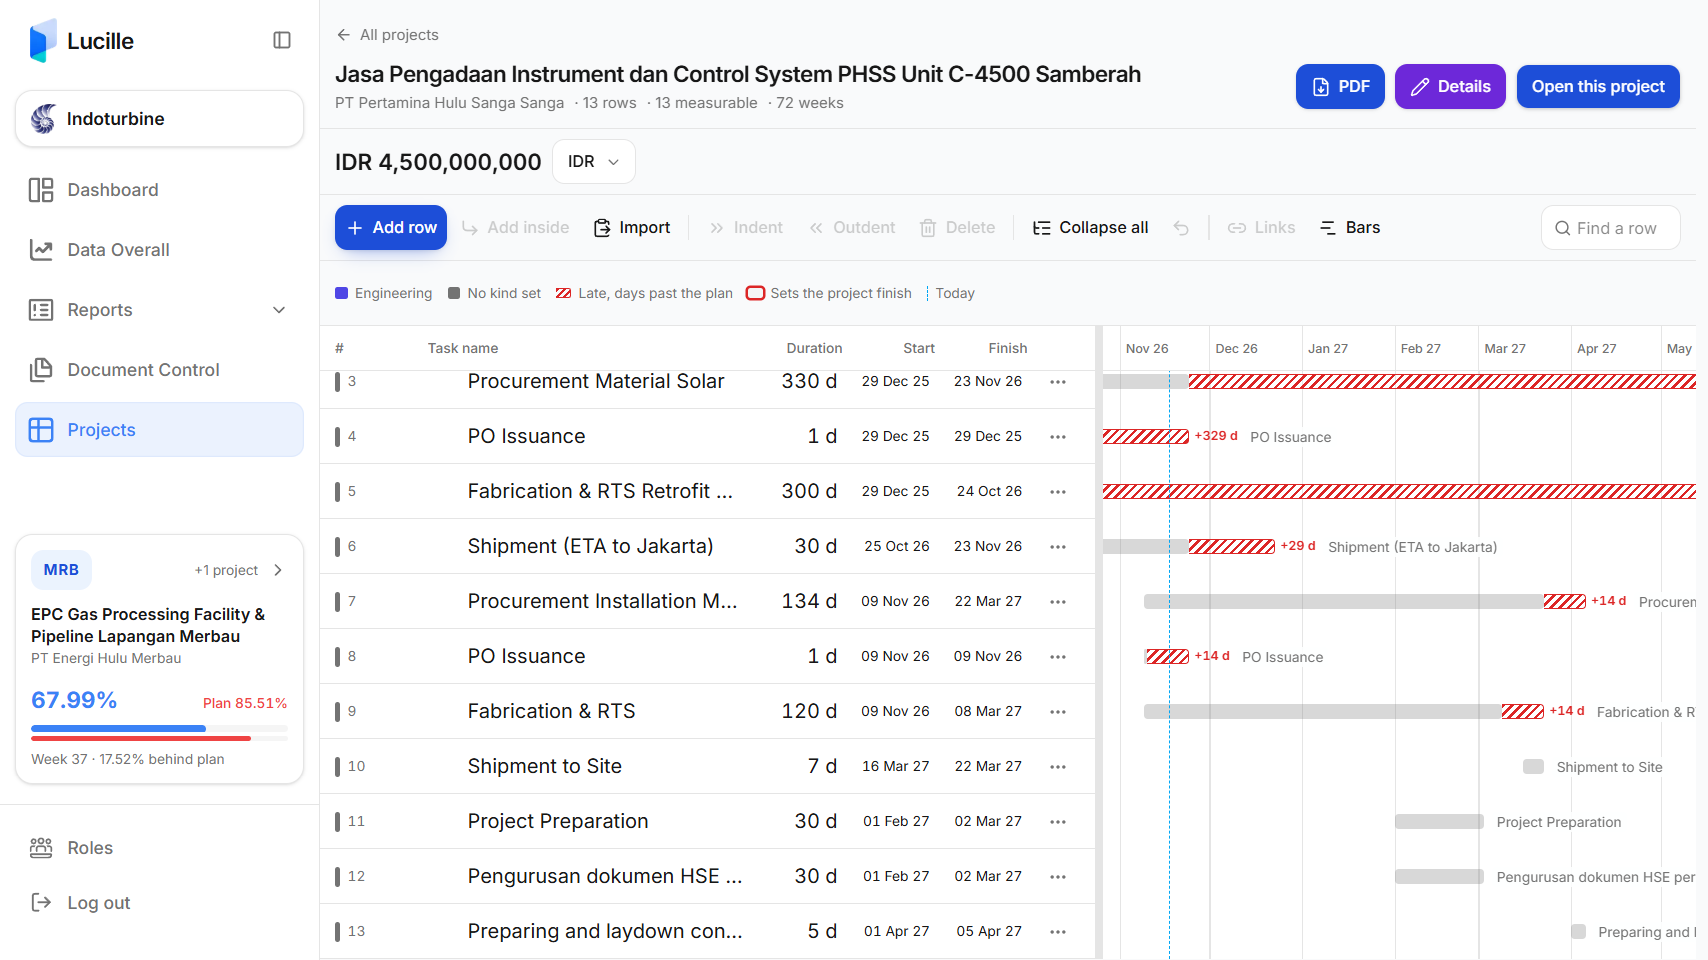 Lucille
Indoturbine
Dashboard
Data Overall
Reports
Document Control
Projects
MRB
+1 project
EPC Gas Processing Facility &
Pipeline Lapangan Merbau
PT Energi Hulu Merbau
67.99%
Plan 85.51%
Week 37 · 17.52% behind plan
Roles
Log out
All projects
Jasa Pengadaan Instrument dan Control System PHSS Unit C-4500 Samberah
PT Pertamina Hulu Sanga Sanga · 13 rows · 13 measurable · 72 weeks
PDF
Details
Open this project
IDR 4,500,000,000
IDR
Add row
Add inside
Import
Indent
Outdent
Delete
Collapse all
Links
Bars
Find a row
Engineering
No kind set
Late, days past the plan
Sets the project finish
Today
# Task name Duration Start Finish
Nov 26 Dec 26 Jan 27 Feb 27 Mar 27 Apr 27 May
3 Procurement Material Solar 330 d 29 Dec 25 23 Nov 26
4 PO Issuance 1 d 29 Dec 25 29 Dec 25 +329 d PO Issuance
5 Fabrication & RTS Retrofit ... 300 d 29 Dec 25 24 Oct 26
6 Shipment (ETA to Jakarta) 30 d 25 Oct 26 23 Nov 26 +29 d Shipment (ETA to Jakarta)
7 Procurement Installation M... 134 d 09 Nov 26 22 Mar 27 +14 d Procurem
8 PO Issuance 1 d 09 Nov 26 09 Nov 26 +14 d PO Issuance
9 Fabrication & RTS 120 d 09 Nov 26 08 Mar 27 +14 d Fabrication & R
10 Shipment to Site 7 d 16 Mar 27 22 Mar 27 Shipment to Site
11 Project Preparation 30 d 01 Feb 27 02 Mar 27 Project Preparation
12 Pengurusan dokumen HSE ... 30 d 01 Feb 27 02 Mar 27 Pengurusan dokumen HSE per
13 Preparing and laydown con... 5 d 01 Apr 27 05 Apr 27 Preparing and